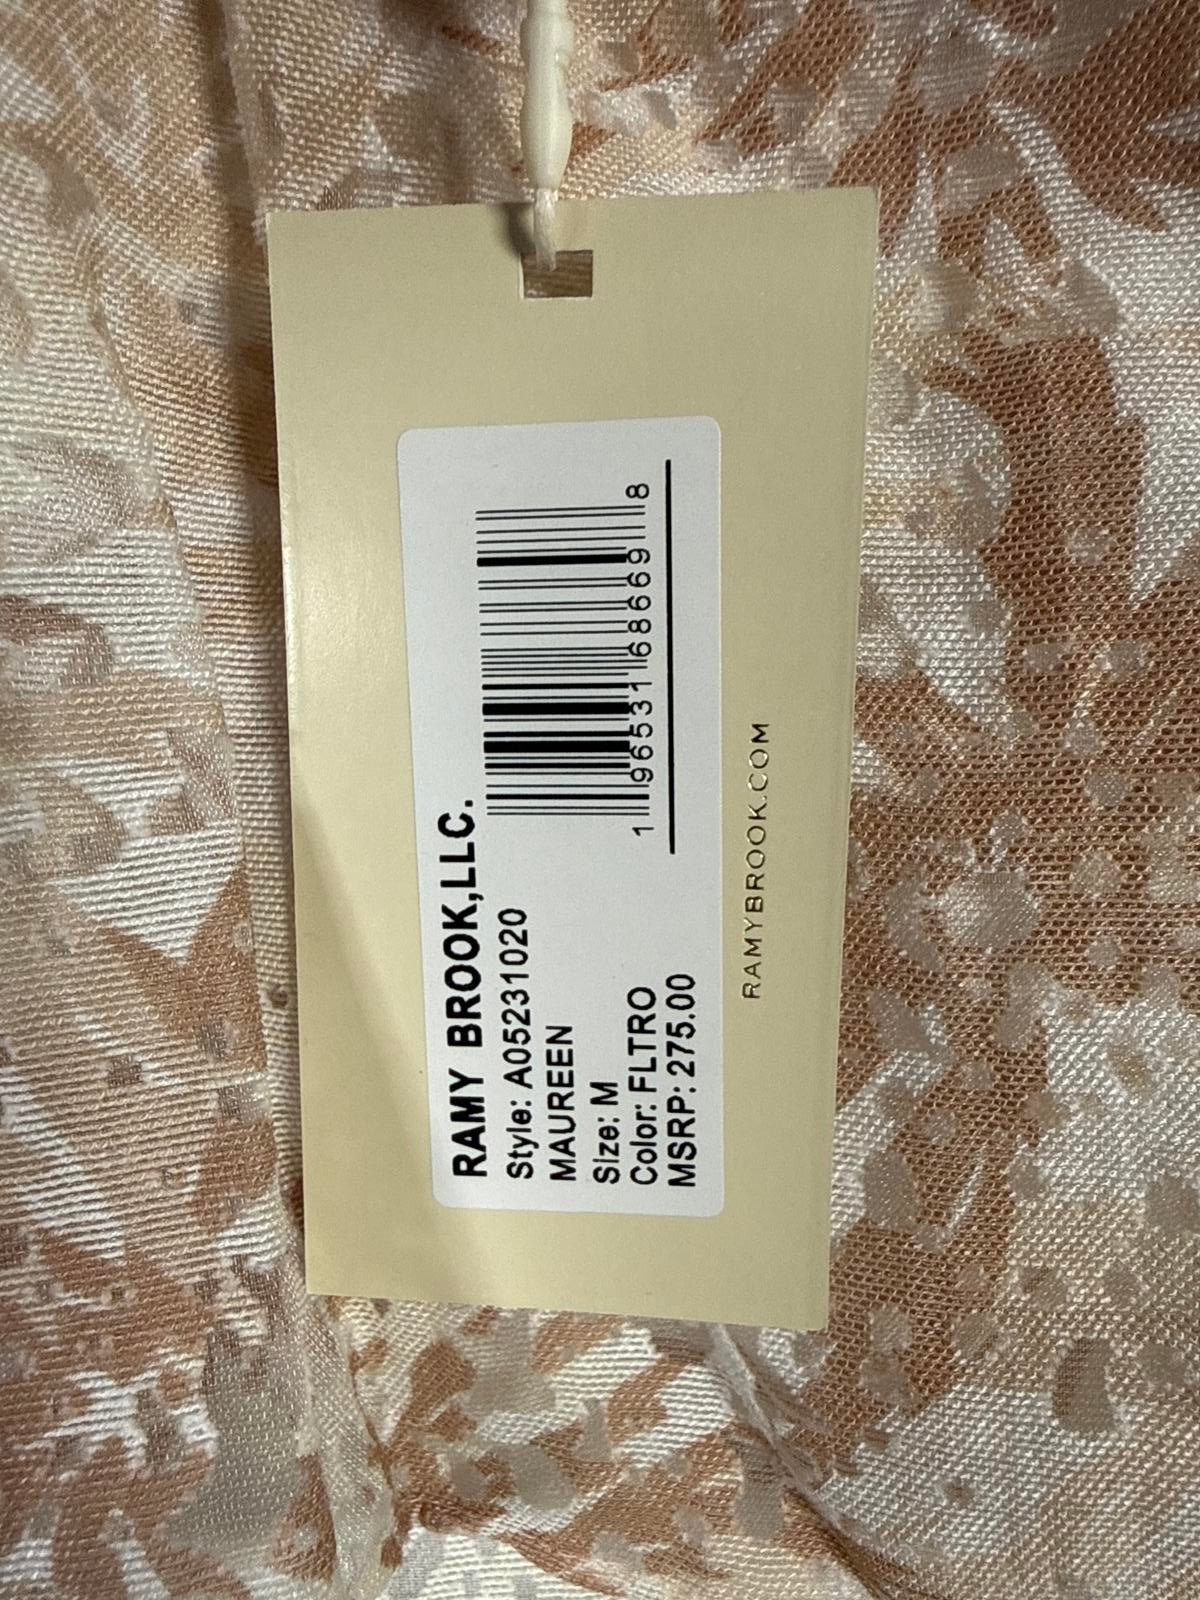 RAMY BROOK,LLC.
Style: A05231020
MAUREEN
Size: M
Color: FLTRO
MSRP: 275.00
1 96531 68669 8
RAMYBROOK.COM